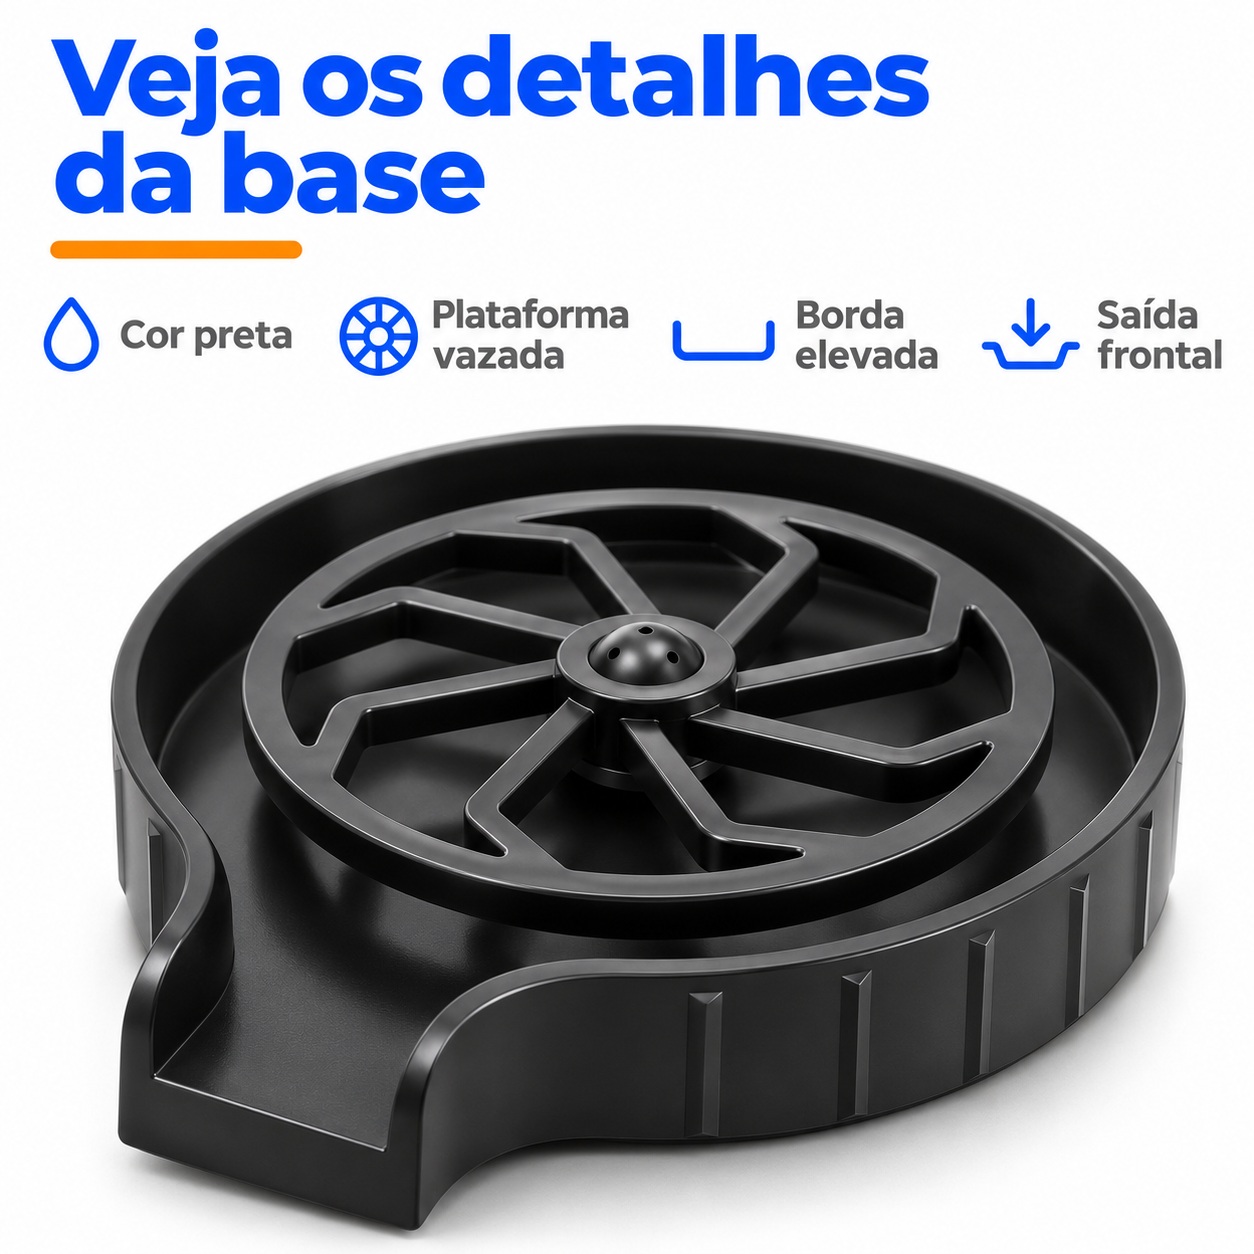 Veja os detalhes
da base
Cor preta
Plataforma
vazada
Borda
elevada
Saída
frontal